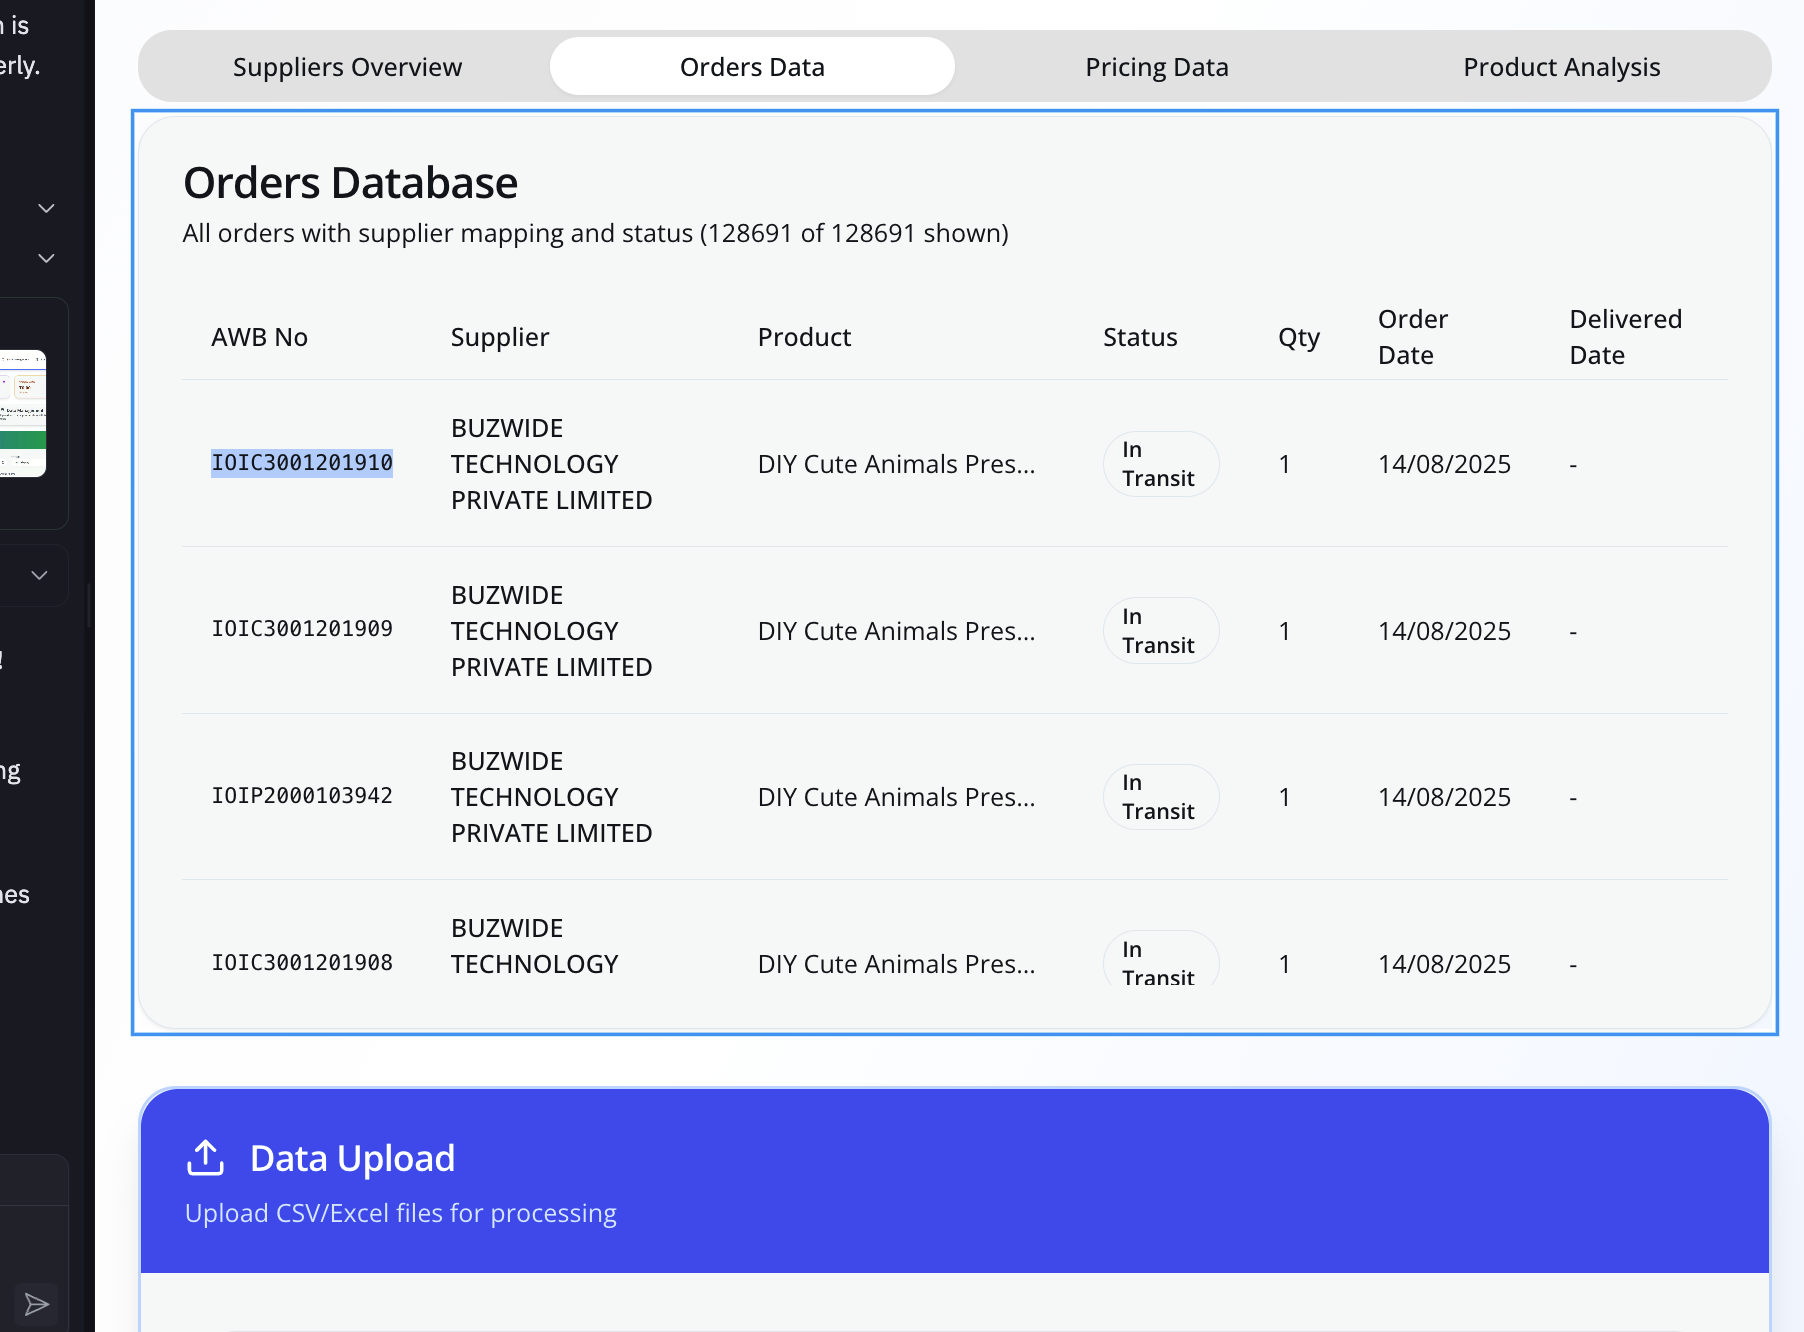 n is
erly.
ng
nes
Suppliers Overview
Orders Data
Pricing Data
Product Analysis
Orders Database
All orders with supplier mapping and status (128691 of 128691 shown)
AWB No
Supplier
Product
Status
Qty
Order
Date
Delivered
Date
IOIC3001201910
BUZWIDE
TECHNOLOGY
PRIVATE LIMITED
DIY Cute Animals Pres...
In
Transit
1
14/08/2025
-
IOIC3001201909
BUZWIDE
TECHNOLOGY
PRIVATE LIMITED
DIY Cute Animals Pres...
In
Transit
1
14/08/2025
-
IOIP2000103942
BUZWIDE
TECHNOLOGY
PRIVATE LIMITED
DIY Cute Animals Pres...
In
Transit
1
14/08/2025
-
IOIC3001201908
BUZWIDE
TECHNOLOGY
DIY Cute Animals Pres...
In
Transit
1
14/08/2025
-
Data Upload
Upload CSV/Excel files for processing